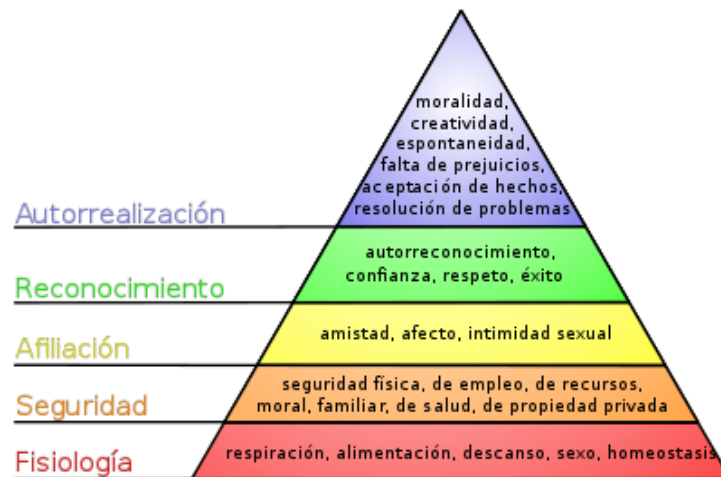 moralidad,
creatividad,
espontaneidad,
falta de prejuicios,
aceptación de hechos,
resolución de problemas
Autorrealización
autorreconocimiento,
confianza, respeto, éxito
Reconocimiento
amistad, afecto, intimidad sexual
Afiliación
seguridad física, de empleo, de recursos,
moral, familiar, de salud, de propiedad privada
Seguridad
respiración, alimentación, descanso, sexo, homeostasis
Fisiología